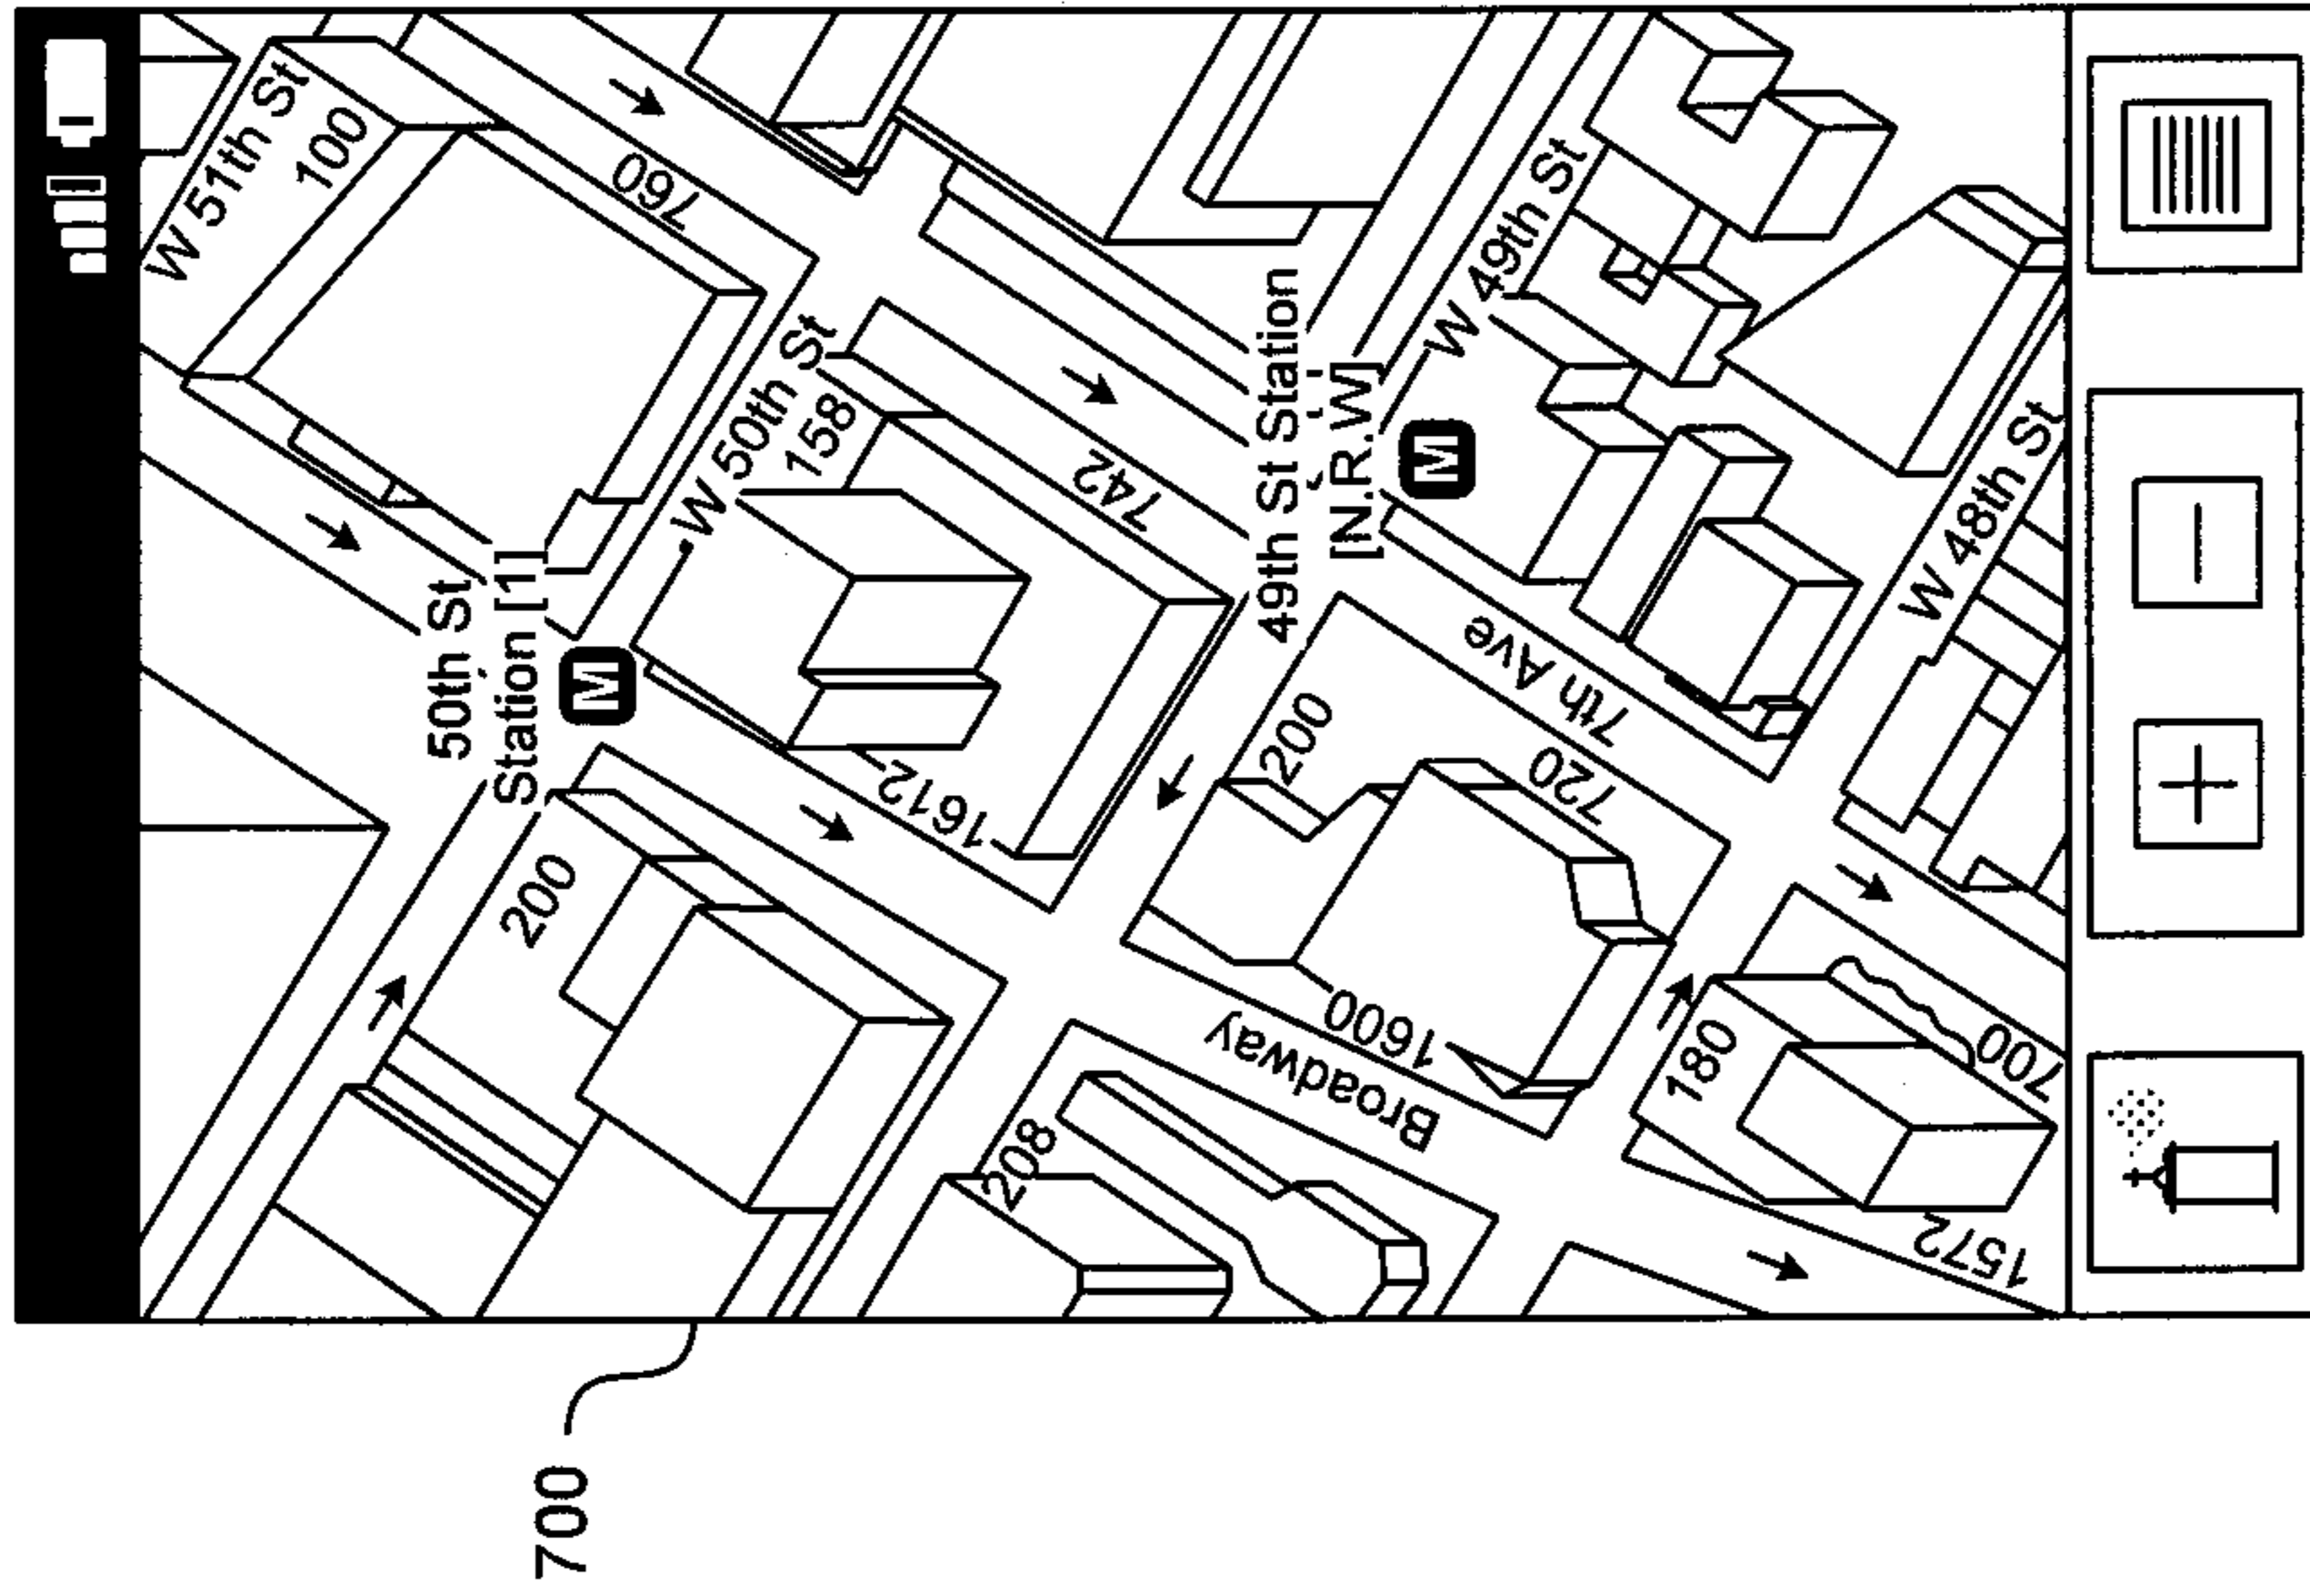 W 51th St
100
760
50th St
Station [1]
M
W 50th St
158
742
200
1612
49th St Station
[N.R.W]
M
W 49th St
200
7th Ave
720
W 48th St
Broadway
1600
208
180
700
1572
700